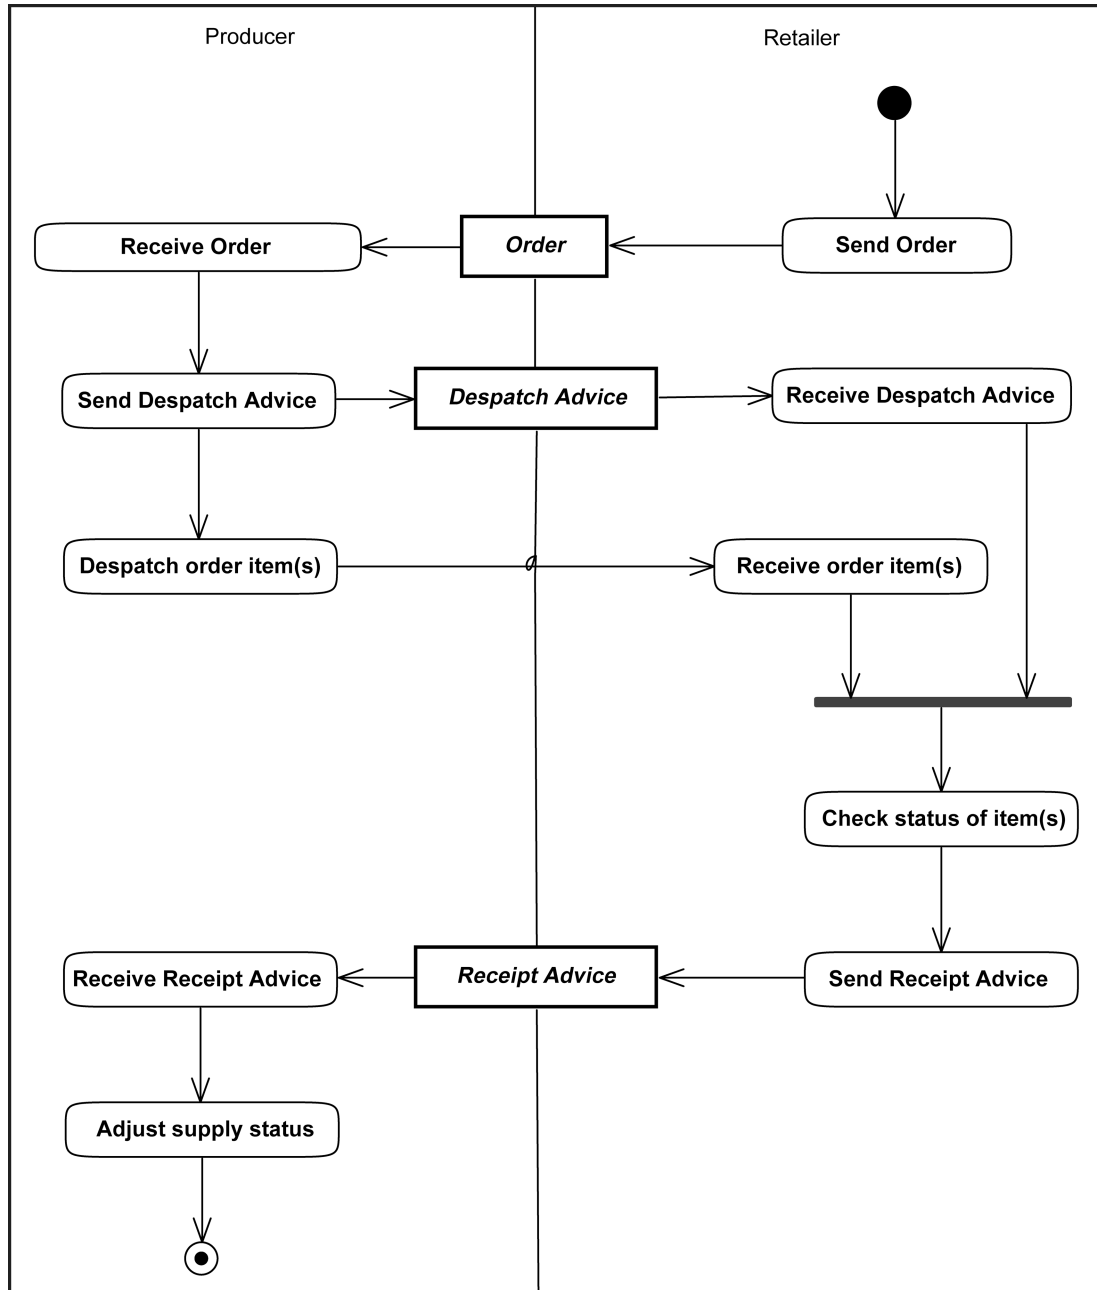 Producer
Retailer
Receive Order
Order
Send Order
Send Despatch Advice
Despatch Advice
Receive Despatch Advice
Despatch order item(s)
Receive order item(s)
Check status of item(s)
Receive Receipt Advice
Receipt Advice
Send Receipt Advice
Adjust supply status